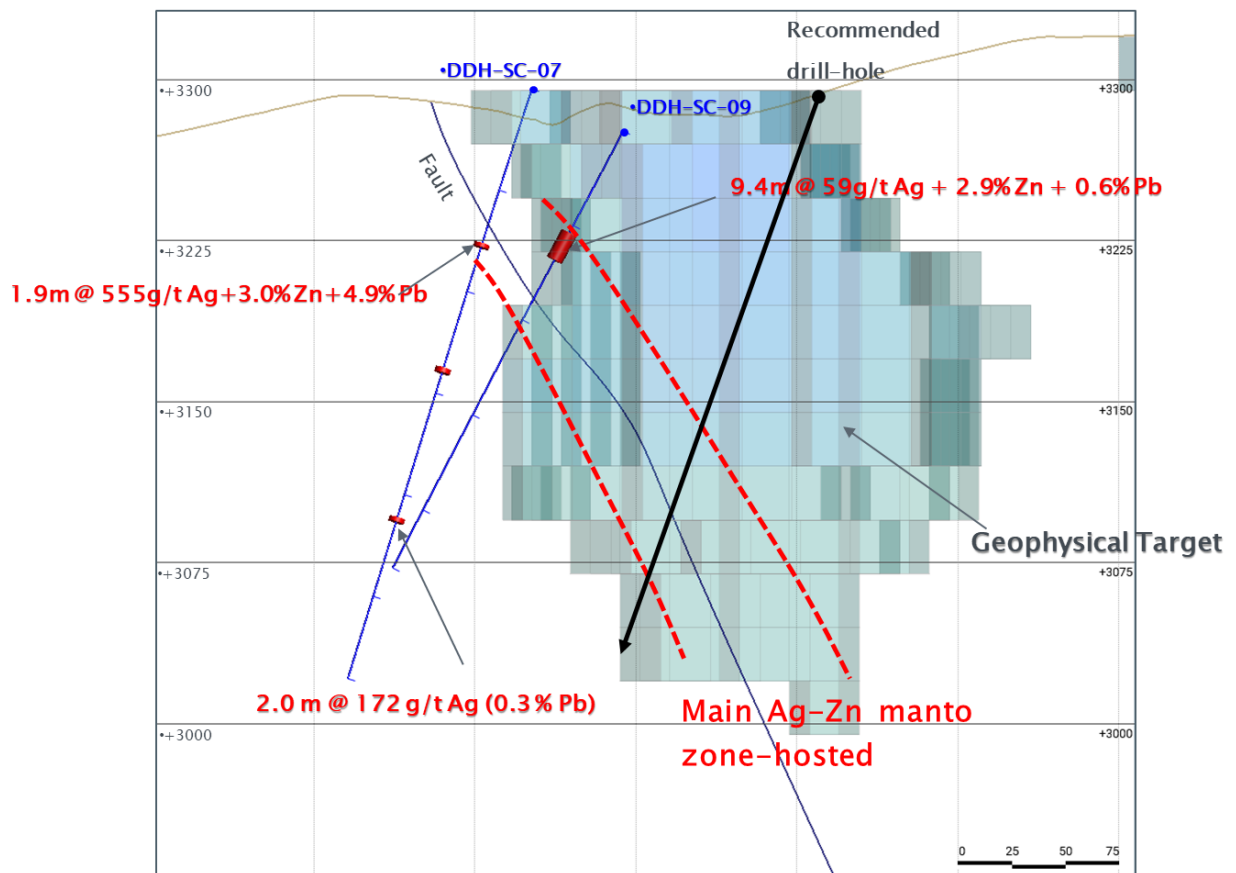 Recommended
drill-hole
•DDH-SC-07
•DDH-SC-09
•+3300
+3300
Fault
9.4m @ 59g/t Ag + 2.9% Zn + 0.6% Pb
•+3225
+3225
1.9m @ 555g/t Ag+3.0% Zn+4.9% Pb
•+3150
+3150
Geophysical Target
•+3075
+3075
2.0 m @ 172 g/t Ag (0.3% Pb)
Main Ag-Zn manto
zone-hosted
•+3000
+3000
0 25 50 75